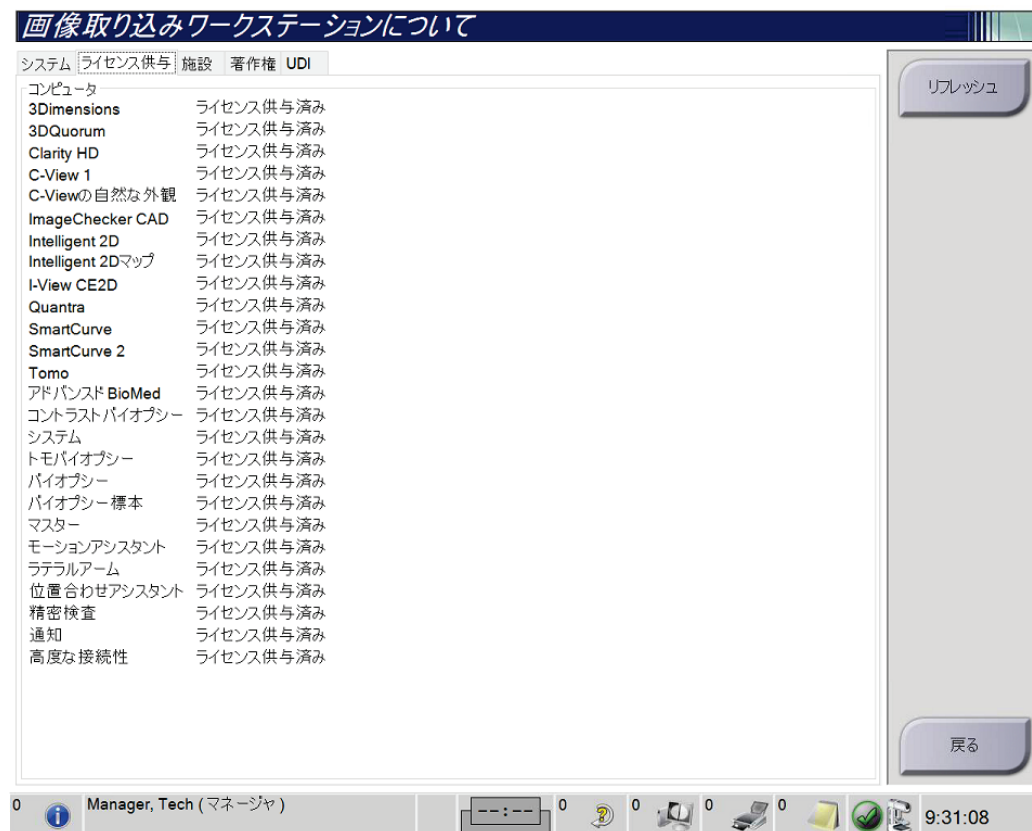 画像取り込みワークステーションについて
システム ライセンス供与 施設 著作権 UDI
コンピュータ
3Dimensions ライセンス供与済み
3DQuorum ライセンス供与済み
Clarity HD ライセンス供与済み
C-View 1 ライセンス供与済み
C-Viewの自然な外観 ライセンス供与済み
ImageChecker CAD ライセンス供与済み
Intelligent 2D ライセンス供与済み
Intelligent 2Dマップ ライセンス供与済み
I-View CE2D ライセンス供与済み
Quantra ライセンス供与済み
SmartCurve ライセンス供与済み
SmartCurve 2 ライセンス供与済み
Tomo ライセンス供与済み
アドバンスド BioMed ライセンス供与済み
コントラストバイオプシー ライセンス供与済み
システム ライセンス供与済み
トモバイオプシー ライセンス供与済み
バイオプシー ライセンス供与済み
バイオプシー標本 ライセンス供与済み
マスター ライセンス供与済み
モーションアシスタント ライセンス供与済み
ラテラルアーム ライセンス供与済み
位置合わせアシスタント ライセンス供与済み
精密検査 ライセンス供与済み
通知 ライセンス供与済み
高度な接続性 ライセンス供与済み
リフレッシュ
戻る
0 Manager, Tech ( マネージャ ) --:-- 0 0 0 0 9:31:08